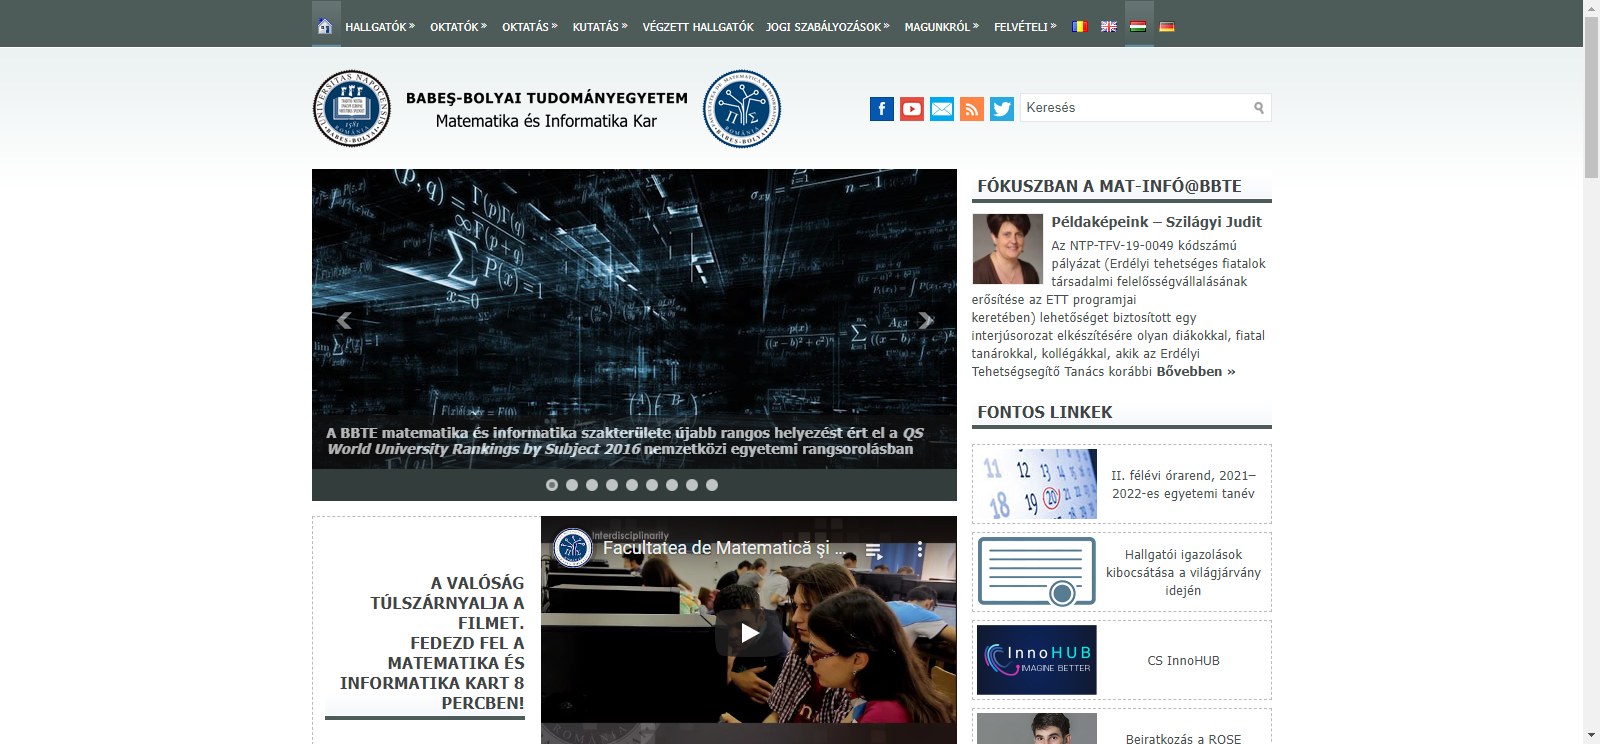 HALLGATÓK »
OKTATÓK »
OKTATÁS »
KUTATÁS »
VÉGZETT HALLGATÓK
JOGI SZABÁLYOZÁSOK »
MAGUNKRÓL »
FELVÉTELI »
BABEŞ-BOLYAI TUDOMÁNYEGYETEM
Matematika és Informatika Kar
Keresés
A BBTE matematika és informatika szakterülete újabb rangos helyezést ért el a QS
World University Rankings by Subject 2016 nemzetközi egyetemi rangsorolásban
FÓKUSZBAN A MAT-INFÓ@BBTE
Példaképeink – Szilágyi Judit
Az NTP-TFV-19-0049 kódszámú
pályázat (Erdélyi tehetséges fiatalok
társadalmi felelősségvállalásának
erősítése az ETT programjai
keretében) lehetőséget biztosított egy
interjúsorozat elkészítésére olyan diákokkal, fiatal
tanárokkal, kollégákkal, akik az Erdélyi
Tehetségsegítő Tanács korábbi Bővebben »
FONTOS LINKEK
II. félévi órarend, 2021–
2022-es egyetemi tanév
Hallgatói igazolások
kibocsátása a világjárvány
idején
InnoHUB
IMAGINE BETTER
CS InnoHUB
Beiratkozás a ROSE
A VALÓSÁG
TÚLSZÁRNYALJA A
FILMET.
FEDEZD FEL A
MATEMATIKA ÉS
INFORMATIKA KART 8
PERCBEN!
Interdisciplinarily
Facultatea de Matematică şi ...